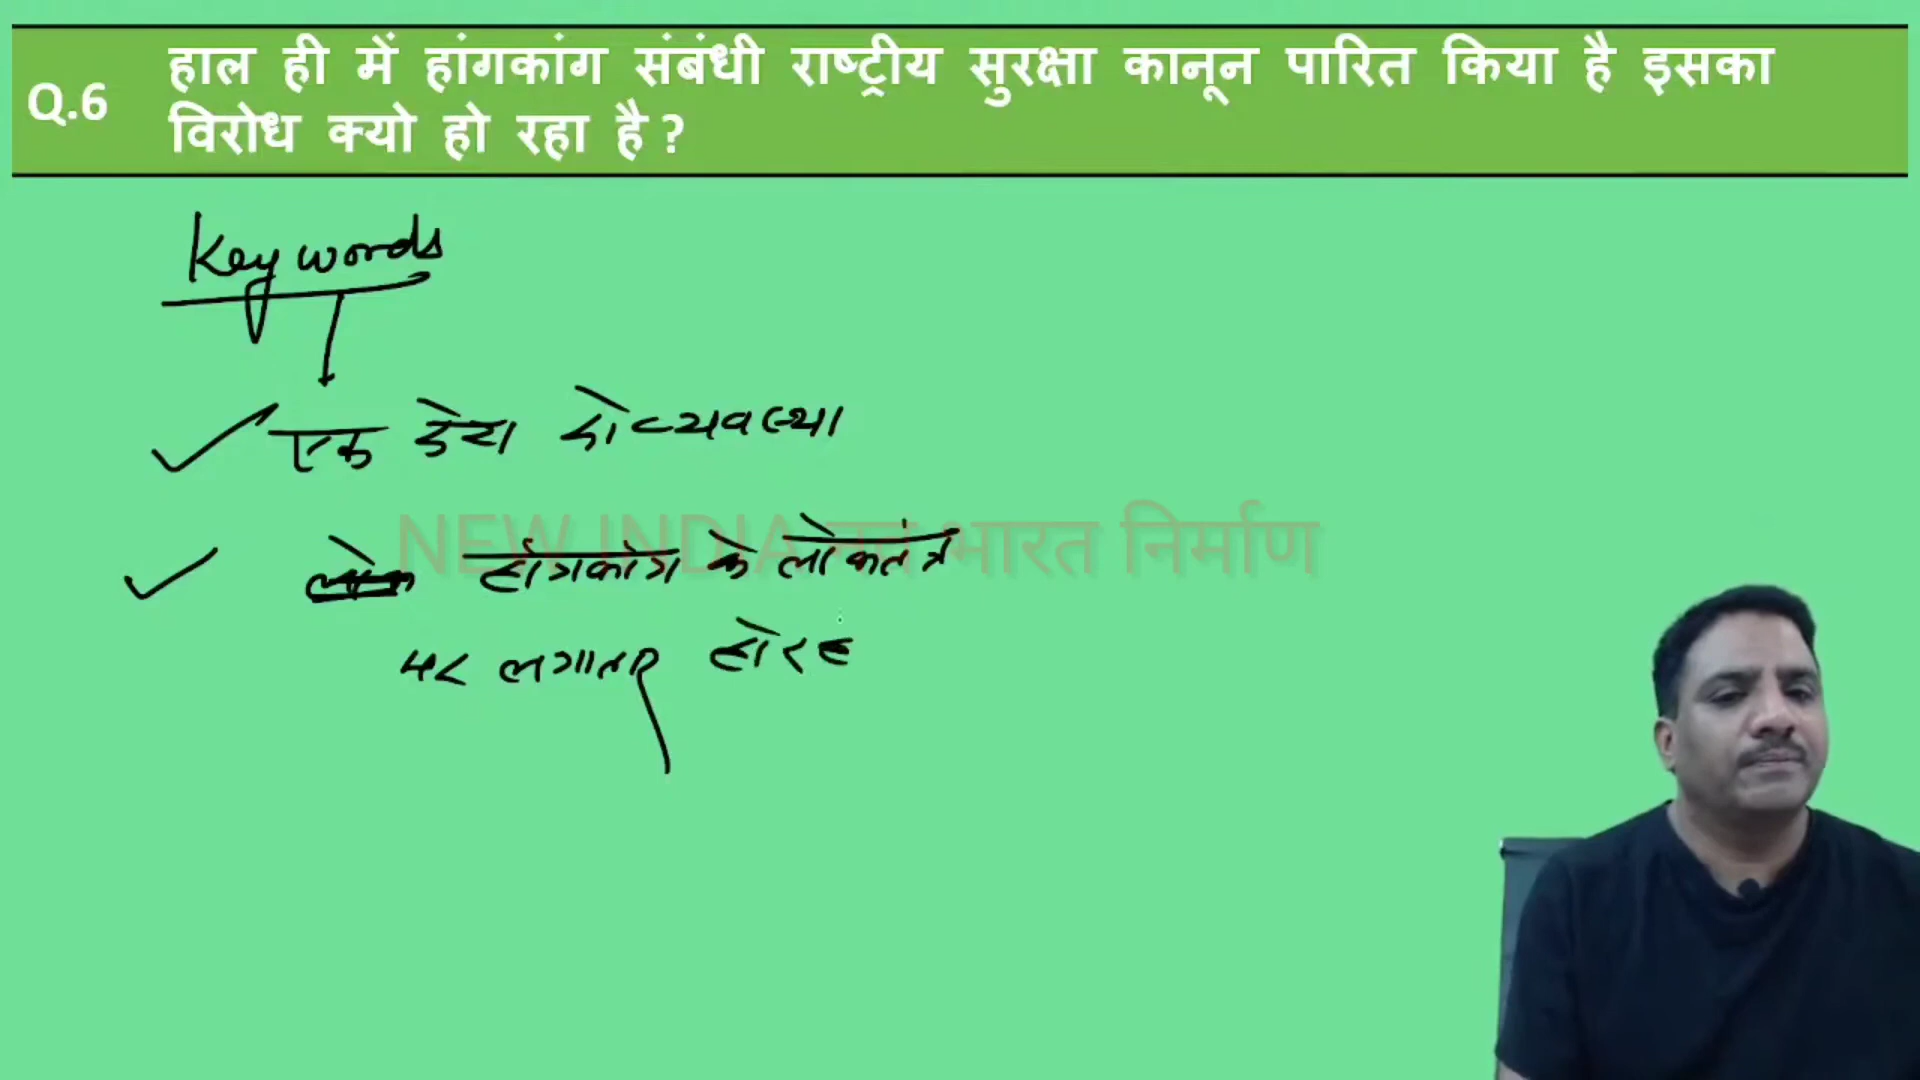 Q.6
हाल ही में हांगकांग संबंधी राष्ट्रीय सुरक्षा कानून पारित किया है इसका
विरोध क्यो हो रहा है ?
Keywords
एक देश दो व्यवस्था
NEW INDIA नव भारत निर्माण
हांगकांग के लोकतंत्र
पर लगातार हो रह